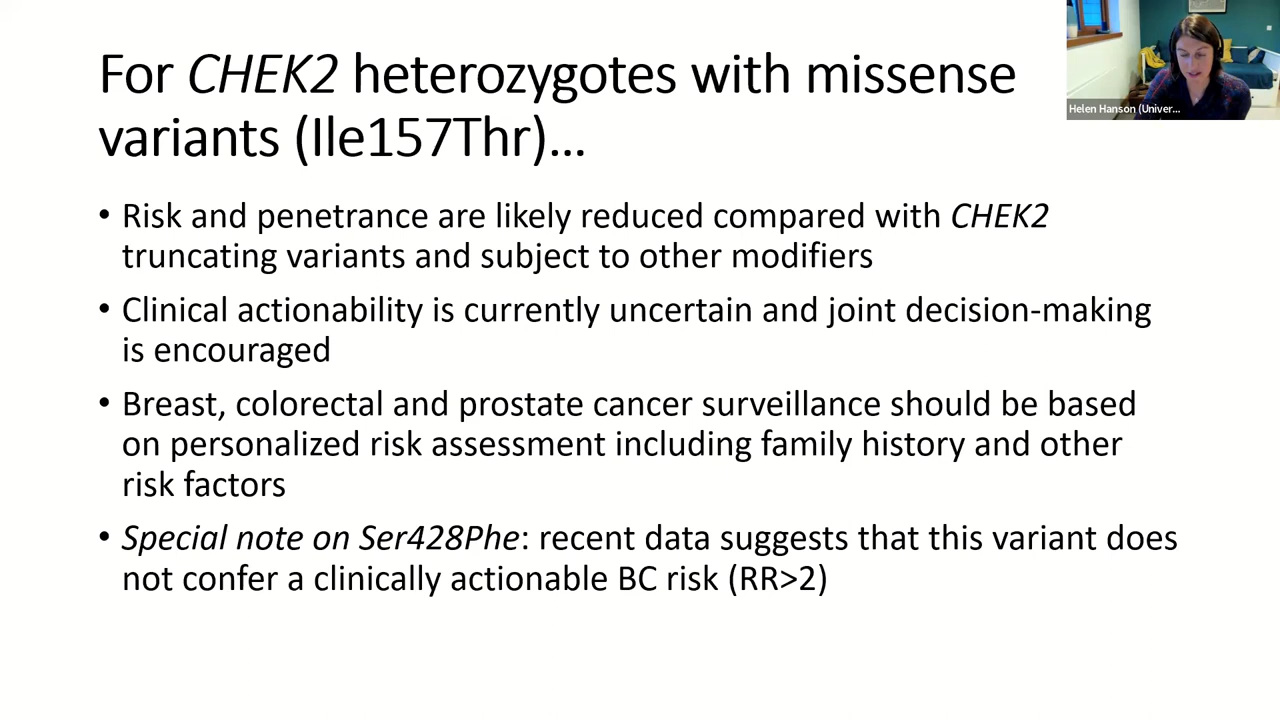 For CHEK2 heterozygotes with missense
variants (Ile157Thr)...
Helen Hanson (Univer...
• Risk and penetrance are likely reduced compared with CHEK2
truncating variants and subject to other modifiers
• Clinical actionability is currently uncertain and joint decision-making
is encouraged
• Breast, colorectal and prostate cancer surveillance should be based
on personalized risk assessment including family history and other
risk factors
• Special note on Ser428Phe: recent data suggests that this variant does
not confer a clinically actionable BC risk (RR>2)